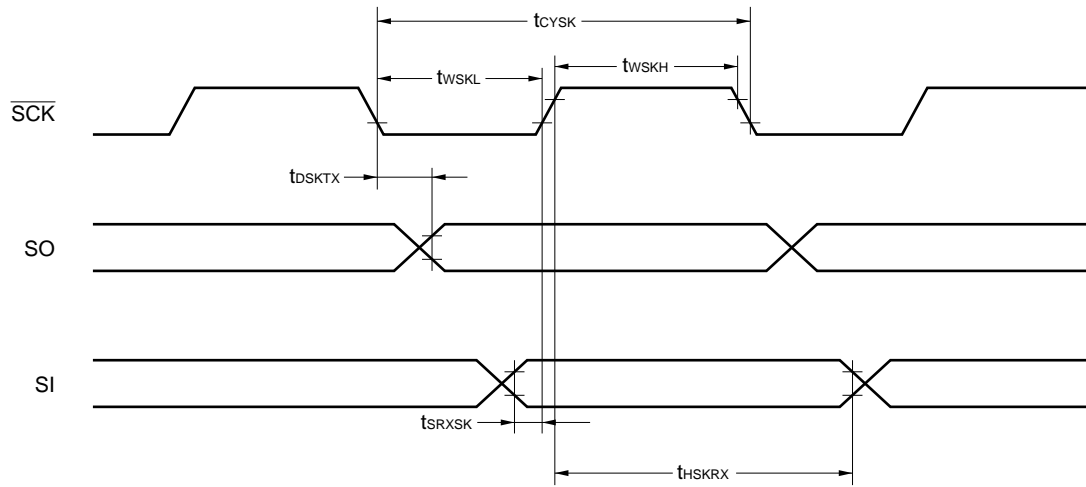 tCYSK
tWSKL
tWSKH
SCK
tDSKTX
SO
SI
tSRXSK
tHSKRX